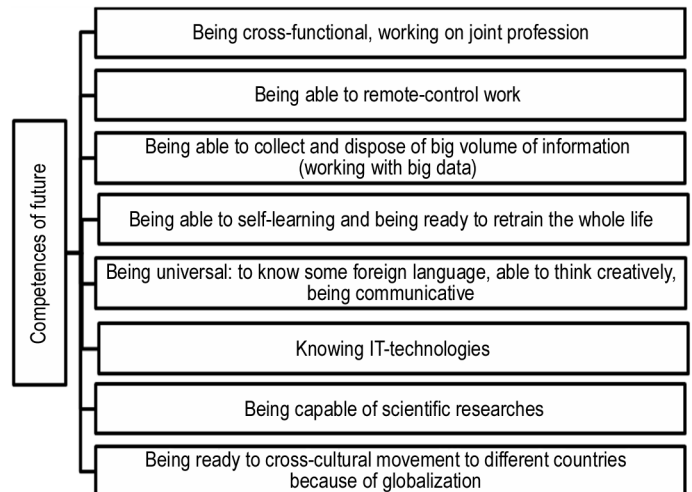 Competences of future
Being cross-functional, working on joint profession
Being able to remote-control work
Being able to collect and dispose of big volume of information
(working with big data)
Being able to self-learning and being ready to retrain the whole life
Being universal: to know some foreign language, able to think creatively,
being communicative
Knowing IT-technologies
Being capable of scientific researches
Being ready to cross-cultural movement to different countries
because of globalization